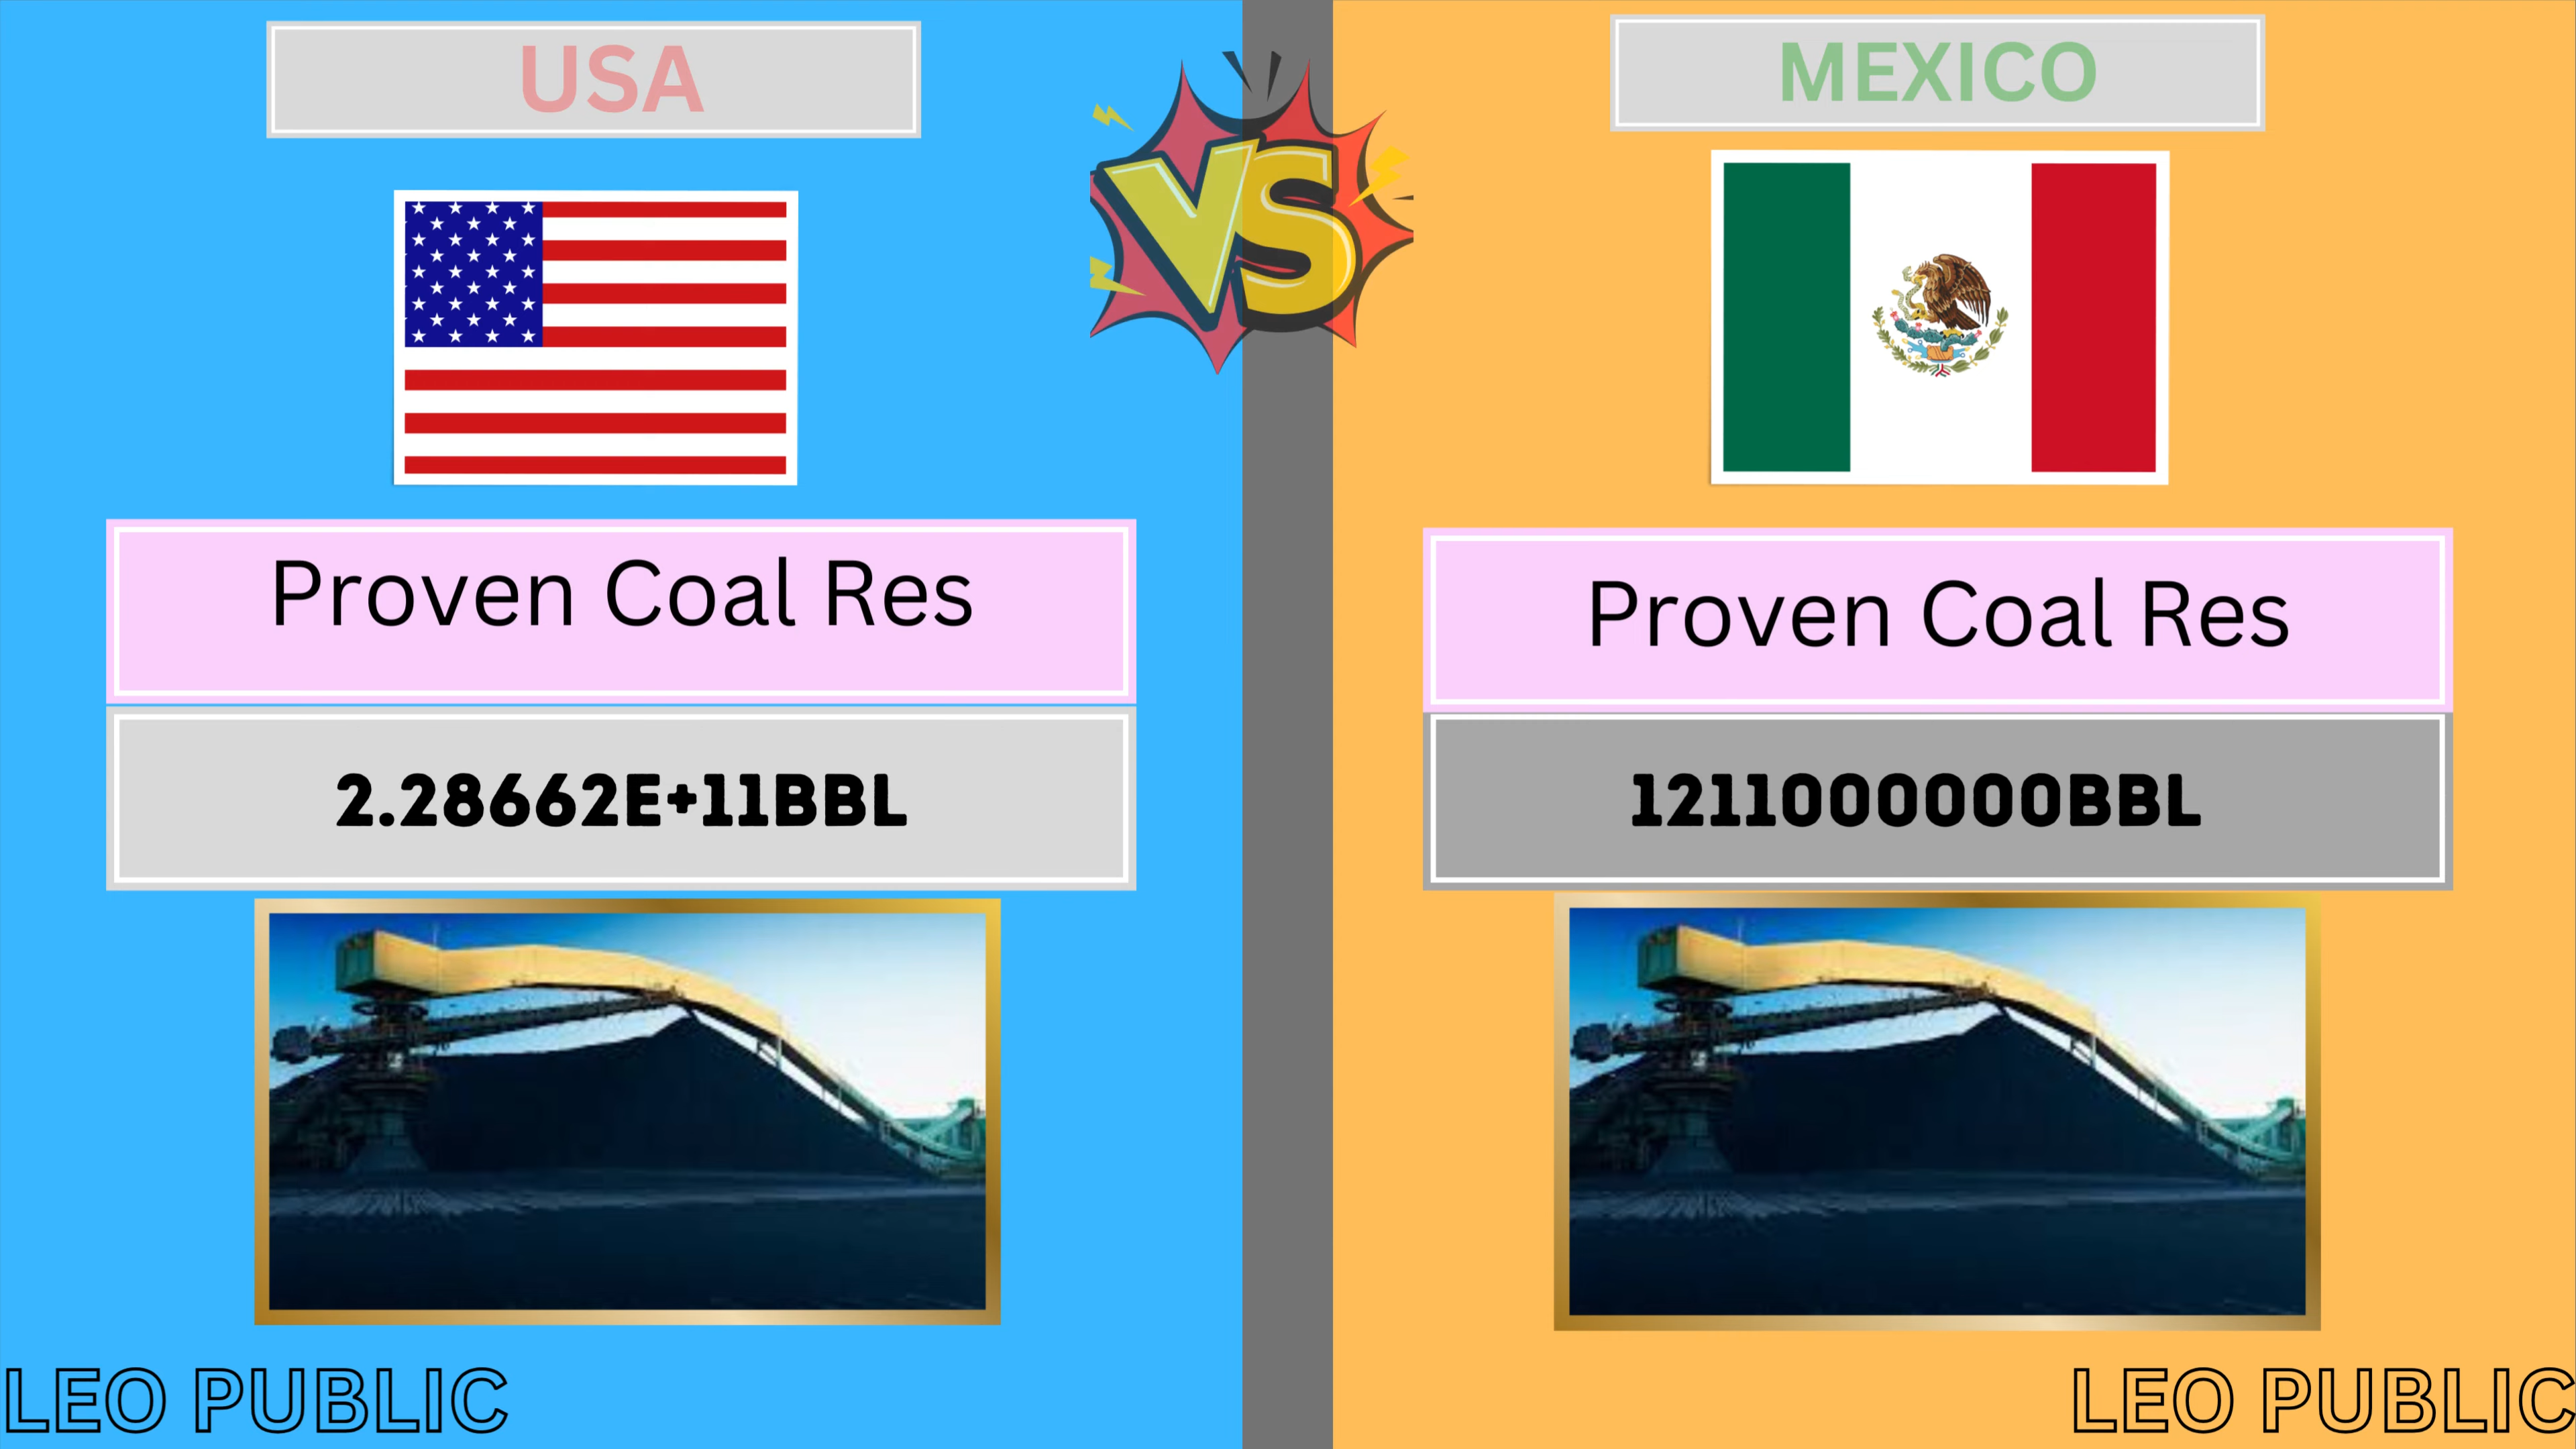 USA
VS
MEXICO
Proven Coal Res
2.28662E+11BBL
Proven Coal Res
1211000000BBL
LEO PUBLIC
LEO PUBLIC